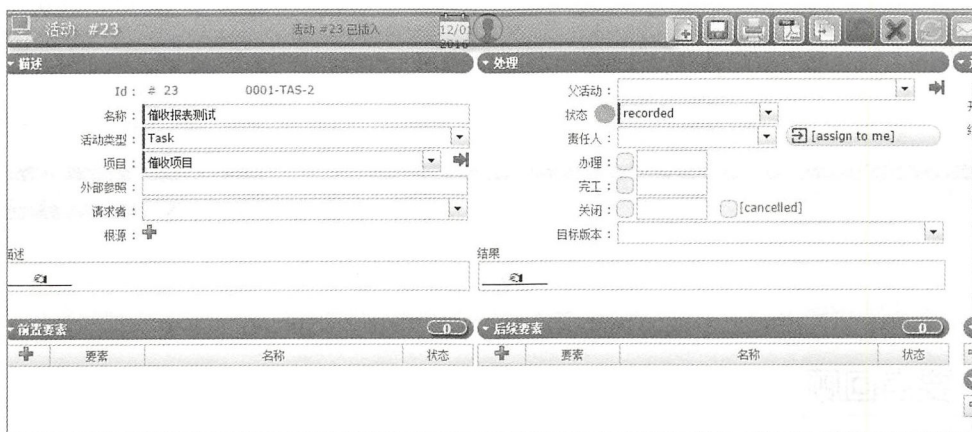 活动 #23
活动 #23 已插入
12/01
2016
描述
Id : # 23 0001-TAS-2
名称 : 催收报表测试
活动类型 : Task
项目 : 催收项目
外部参照 :
请求者 :
根源 :
描述
处理
父活动 :
状态 recorded
责任人 : [assign to me]
办理 :
完工 :
关闭 : [cancelled]
目标版本 :
结果
前置要素 0
要素 名称 状态
后续要素 0
要素 名称 状态